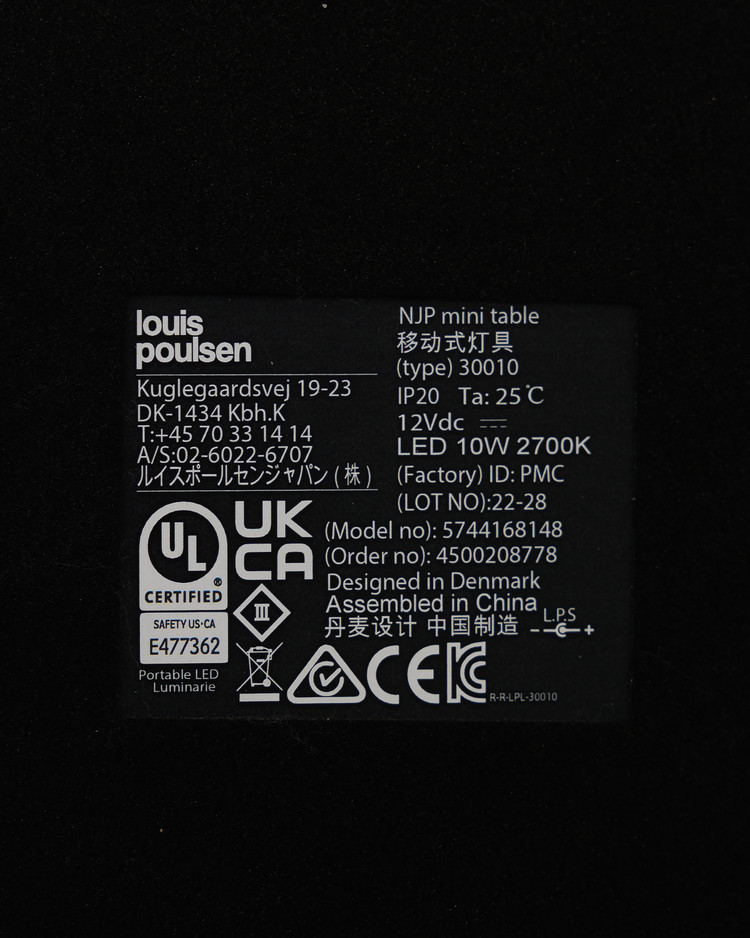 louis
poulsen
Kuglegaardsvej 19-23
DK-1434 Kbh.K
T:+45 70 33 14 14
A/S:02-6022-6707
ルイスポールセンジャパン (株)
NJP mini table
移动式灯具
(type) 30010
IP20 Ta: 25℃
12Vdc
LED 10W 2700K
(Factory) ID: PMC
(LOT NO):22-28
(Model no): 5744168148
(Order no): 4500208778
Designed in Denmark
Assembled in China
丹麦设计 中国制造
L.P.S
- +
UL ®
CERTIFIED
SAFETY US·CA
E477362
Portable LED
Luminarie
UK
CA
III
CE
KC
R-R-LPL-30010